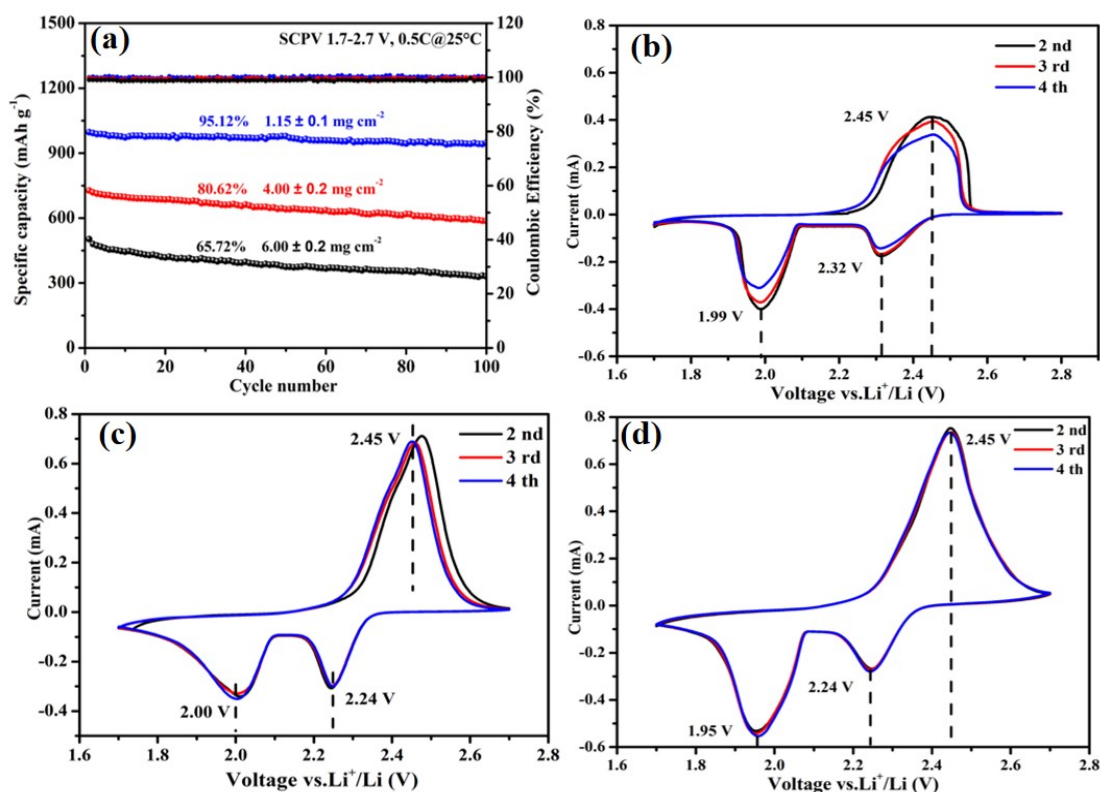 (a)
SCPV 1.7-2.7 V, 0.5C@25°C
95.12% 1.15 ± 0.1 mg cm⁻²
80.62% 4.00 ± 0.2 mg cm⁻²
65.72% 6.00 ± 0.2 mg cm⁻²
Specific capacity (mAh g⁻¹)
1500
1200
900
600
300
0
Coulombic Efficiency (%)
120
100
80
60
40
20
0
0 20 40 60 80 100
Cycle number
(b)
2 nd
3 rd
4 th
2.45 V
2.32 V
1.99 V
Current (mA)
0.8
0.6
0.4
0.2
0.0
-0.2
-0.4
-0.6
1.6 1.8 2.0 2.2 2.4 2.6 2.8
Voltage vs.Li⁺/Li (V)
(c)
2 nd
3 rd
4 th
2.45 V
2.24 V
2.00 V
Current (mA)
0.8
0.6
0.4
0.2
0.0
-0.2
-0.4
1.6 1.8 2.0 2.2 2.4 2.6 2.8
Voltage vs.Li⁺/Li (V)
(d)
2 nd
3 rd
4 th
2.45 V
2.24 V
1.95 V
Current (mA)
0.8
0.6
0.4
0.2
0.0
-0.2
-0.4
-0.6
1.6 1.8 2.0 2.2 2.4 2.6 2.8
Voltage vs.Li⁺/Li (V)